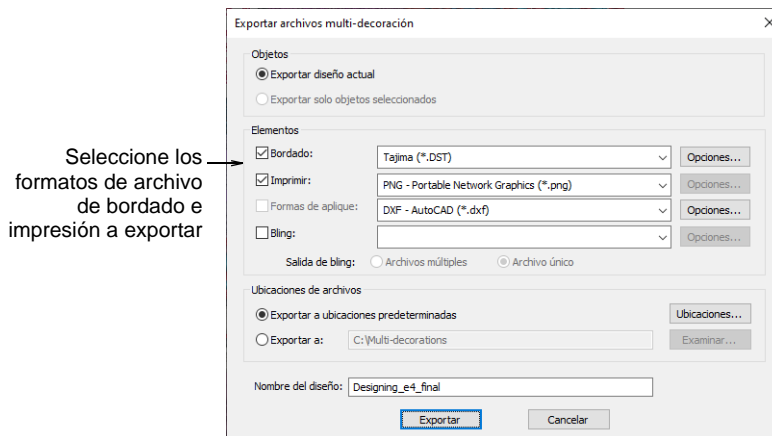 Exportar archivos multi-decoración
Objetos
Exportar diseño actual
Exportar solo objetos seleccionados
Seleccione los
formatos de archivo
de bordado e
impresión a exportar
Elementos
Bordado: Tajima (*.DST) Opciones...
Imprimir: PNG - Portable Network Graphics (*.png) Opciones...
Formas de aplique: DXF - AutoCAD (*.dxf) Opciones...
Bling: Opciones...
Salida de bling: Archivos múltiples Archivo único
Ubicaciones de archivos
Exportar a ubicaciones predeterminadas Ubicaciones...
Exportar a: C:\Multi-decorations Examinar...
Nombre del diseño: Designing_e4_final
Exportar Cancelar